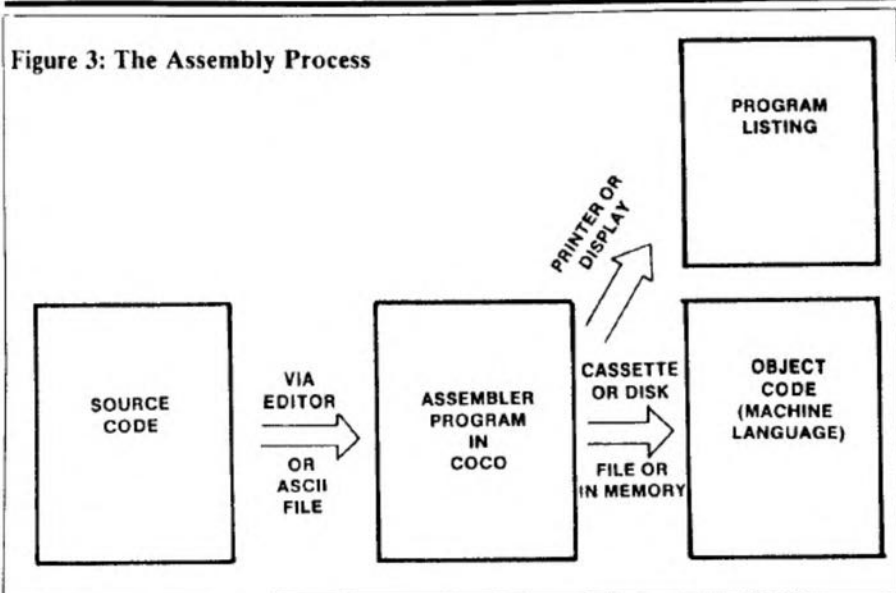 Figure 3: The Assembly Process
PROGRAM
LISTING
PRINTER OR
DISPLAY
SOURCE
CODE
VIA
EDITOR
OR
ASCII
FILE
ASSEMBLER
PROGRAM
IN
COCO
CASSETTE
OR DISK
FILE OR
IN MEMORY
OBJECT
CODE
(MACHINE
LANGUAGE)